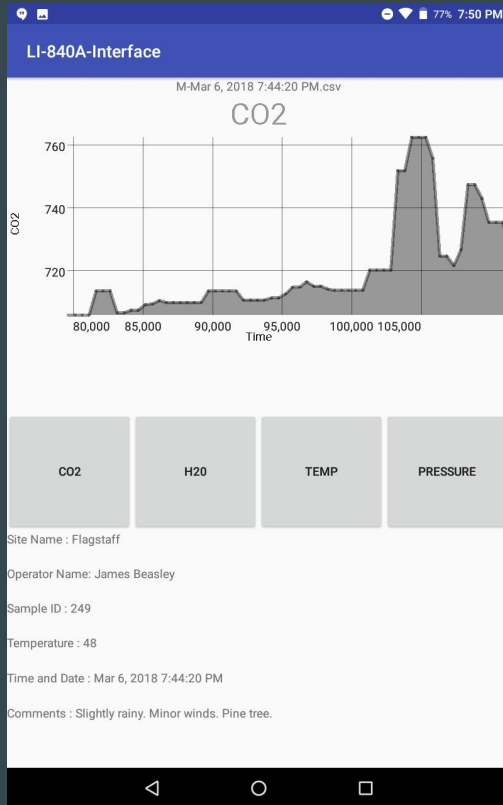 77% 7:50 PM
LI-840A-Interface
M-Mar 6, 2018 7:44:20 PM.csv
CO2
760
740
720
CO2
80,000 85,000 90,000 95,000 100,000 105,000
Time
CO2 H20 TEMP PRESSURE
Site Name : Flagstaff
Operator Name: James Beasley
Sample ID : 249
Temperature : 48
Time and Date : Mar 6, 2018 7:44:20 PM
Comments : Slightly rainy. Minor winds. Pine tree.